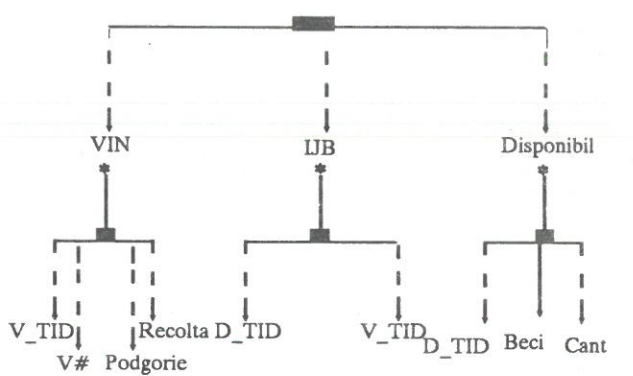 VIN IJB Disponibil
* * *
V_TID Recolta D_TID V_TID D_TID Beci Cant
V# Podgorie